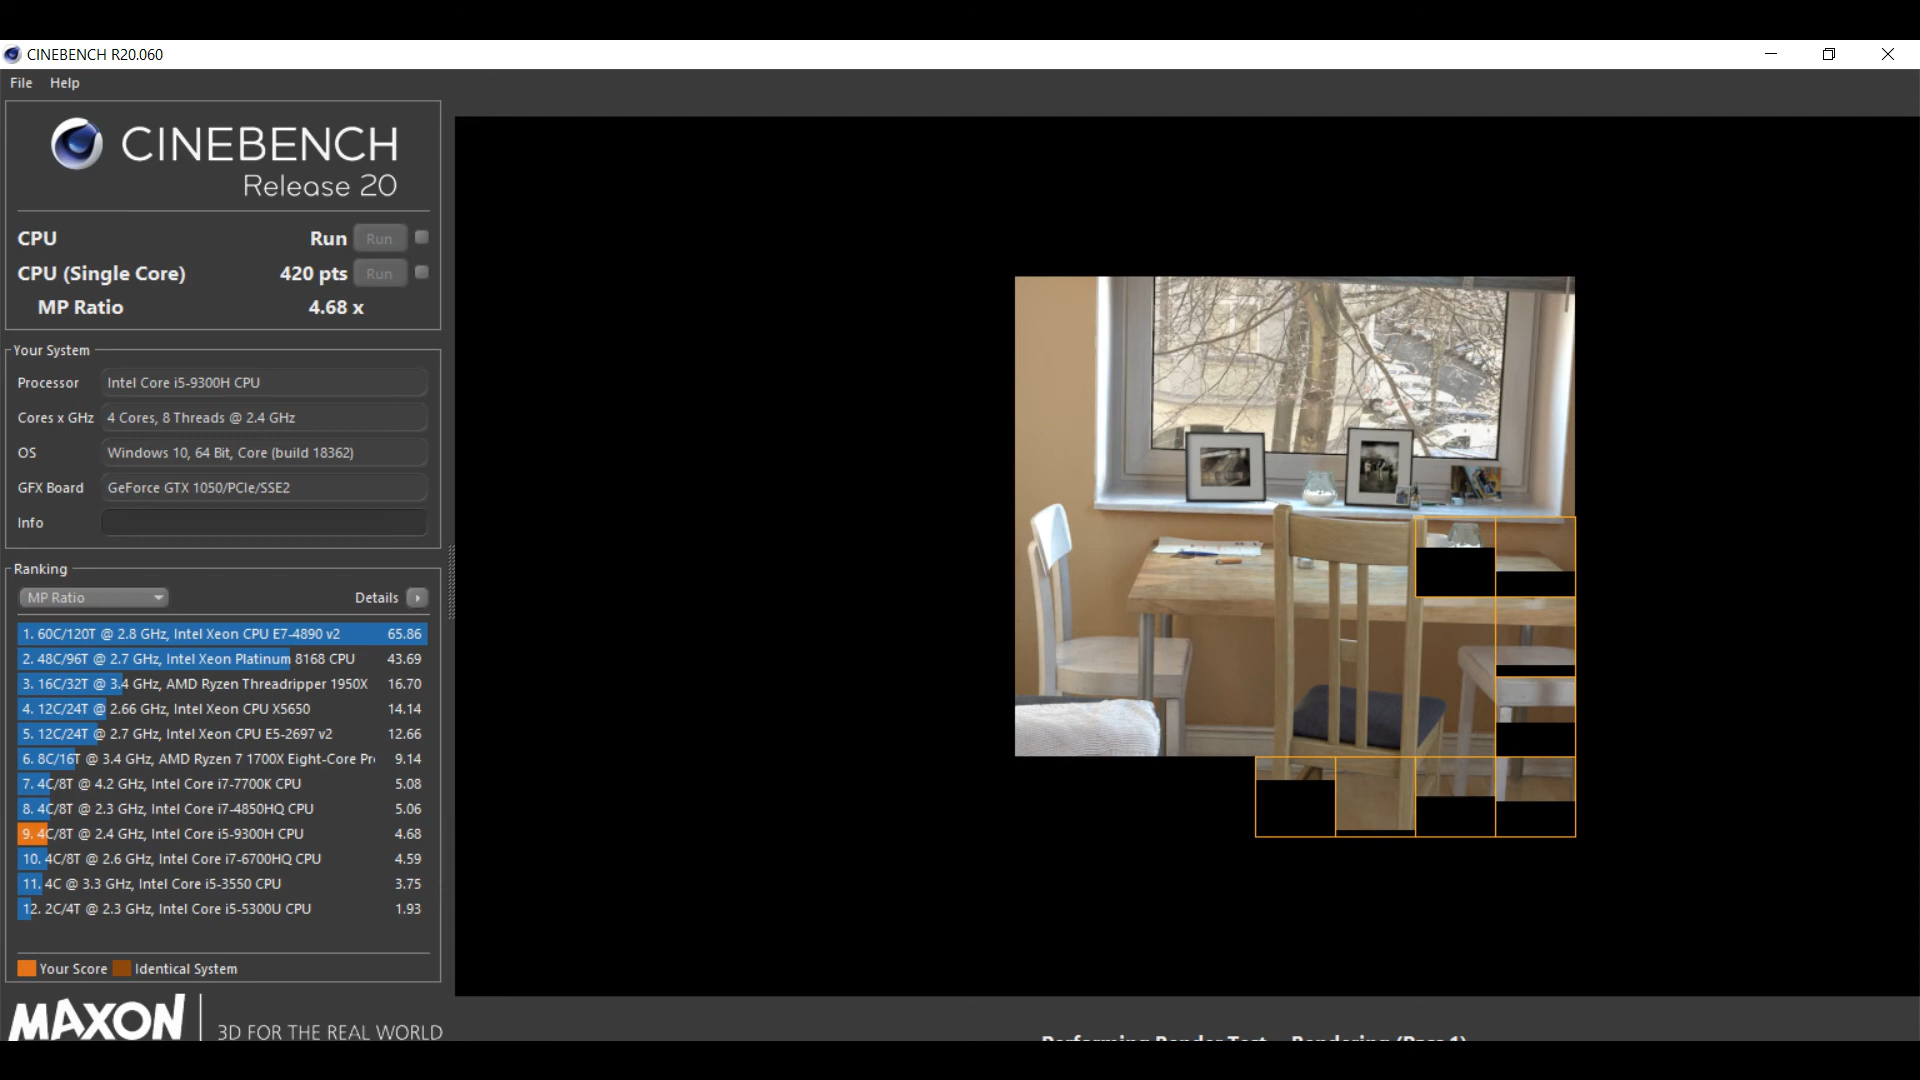 CINEBENCH R20.060
File Help
CINEBENCH
Release 20
CPU Run Run
CPU (Single Core) 420 pts Run
MP Ratio 4.68 x
Your System
Processor Intel Core i5-9300H CPU
Cores x GHz 4 Cores, 8 Threads @ 2.4 GHz
OS Windows 10, 64 Bit, Core (build 18362)
GFX Board GeForce GTX 1050/PCIe/SSE2
Info
Ranking
MP Ratio Details
1. 60C/120T @ 2.8 GHz, Intel Xeon CPU E7-4890 v2 65.86
2. 48C/96T @ 2.7 GHz, Intel Xeon Platinum 8168 CPU 43.69
3. 16C/32T @ 3.4 GHz, AMD Ryzen Threadripper 1950X 16.70
4. 12C/24T @ 2.66 GHz, Intel Xeon CPU X5650 14.14
5. 12C/24T @ 2.7 GHz, Intel Xeon CPU E5-2697 v2 12.66
6. 8C/16T @ 3.4 GHz, AMD Ryzen 7 1700X Eight-Core Pr 9.14
7. 4C/8T @ 4.2 GHz, Intel Core i7-7700K CPU 5.08
8. 4C/8T @ 2.3 GHz, Intel Core i7-4850HQ CPU 5.06
9. 4C/8T @ 2.4 GHz, Intel Core i5-9300H CPU 4.68
10. 4C/8T @ 2.6 GHz, Intel Core i7-6700HQ CPU 4.59
11. 4C @ 3.3 GHz, Intel Core i5-3550 CPU 3.75
12. 2C/4T @ 2.3 GHz, Intel Core i5-5300U CPU 1.93
Your Score Identical System
MAXON 3D FOR THE REAL WORLD
Performing Render Test ... Rendering (Pass 1)